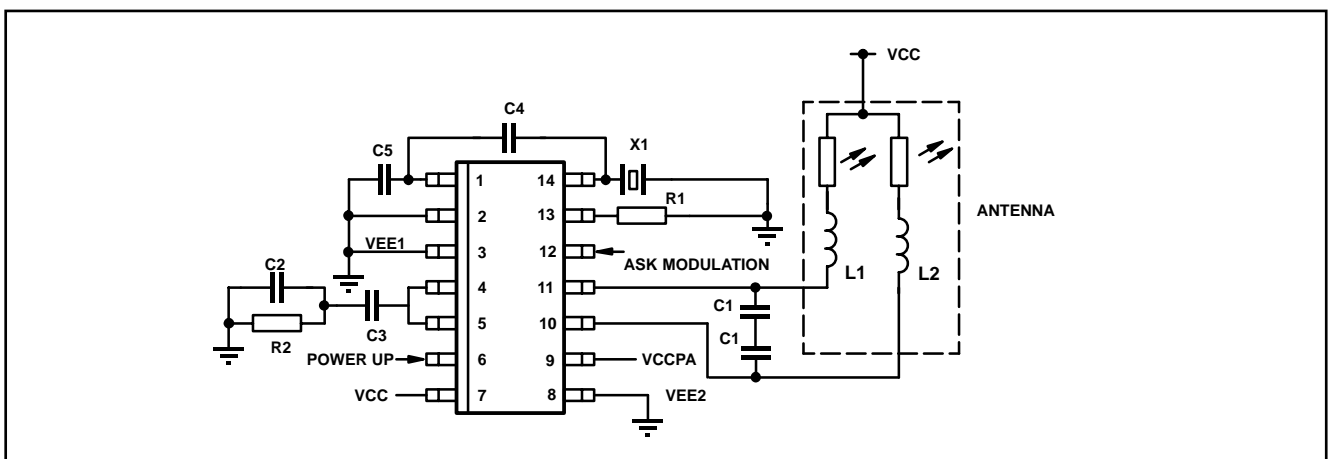 VCC
C4
C5
X1
1
14
R1
2
13
ANTENNA
VEE1
3
12
ASK MODULATION
C2
4
11
L1
L2
C1
5
10
C3
C1
R2
POWER UP
6
9
VCCPA
VCC
7
8
VEE2